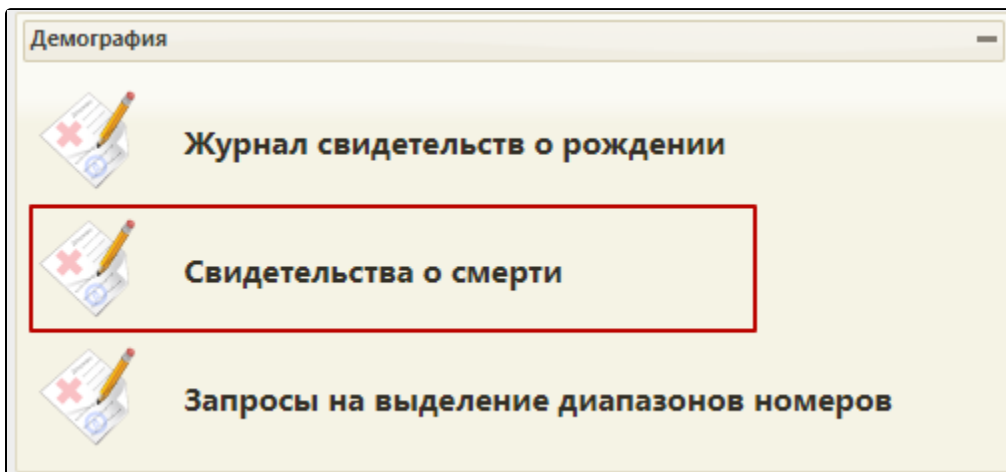 Демография
Журнал свидетельств о рождении
Свидетельства о смерти
Запросы на выделение диапазонов номеров